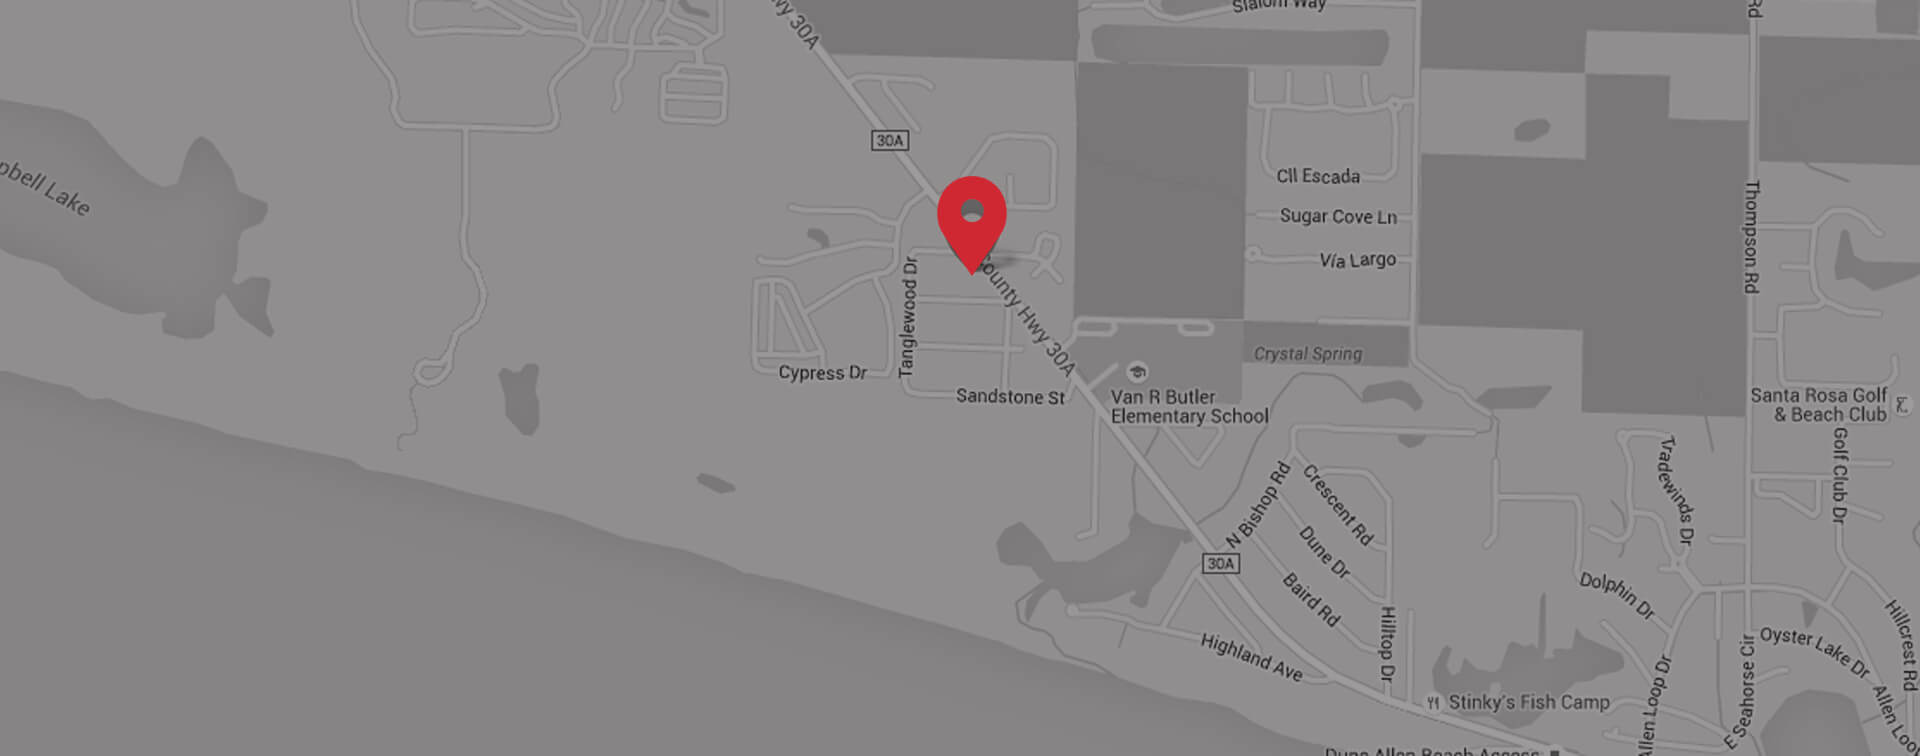 Slalom Way
Hwy 30A
Rd
30A
Cll Escada
Campbell Lake
Sugar Cove Ln
Thompson Rd
Vía Largo
County Hwy 30A
Tanglewood Dr
Crystal Spring
Cypress Dr
Sandstone St
Van R Butler
Elementary School
Santa Rosa Golf
& Beach Club
Golf Club Dr
Tradewinds Dr
N Bishop Rd
Crescent Rd
30A
Dune Dr
Baird Rd
Dolphin Dr
Hilltop Dr
Hillcrest Rd
Highland Ave
Oyster Lake Dr
E Seahorse Cir
Allen Loop Dr
Stinky's Fish Camp
Allen Loo
Dune Allen Beach Access